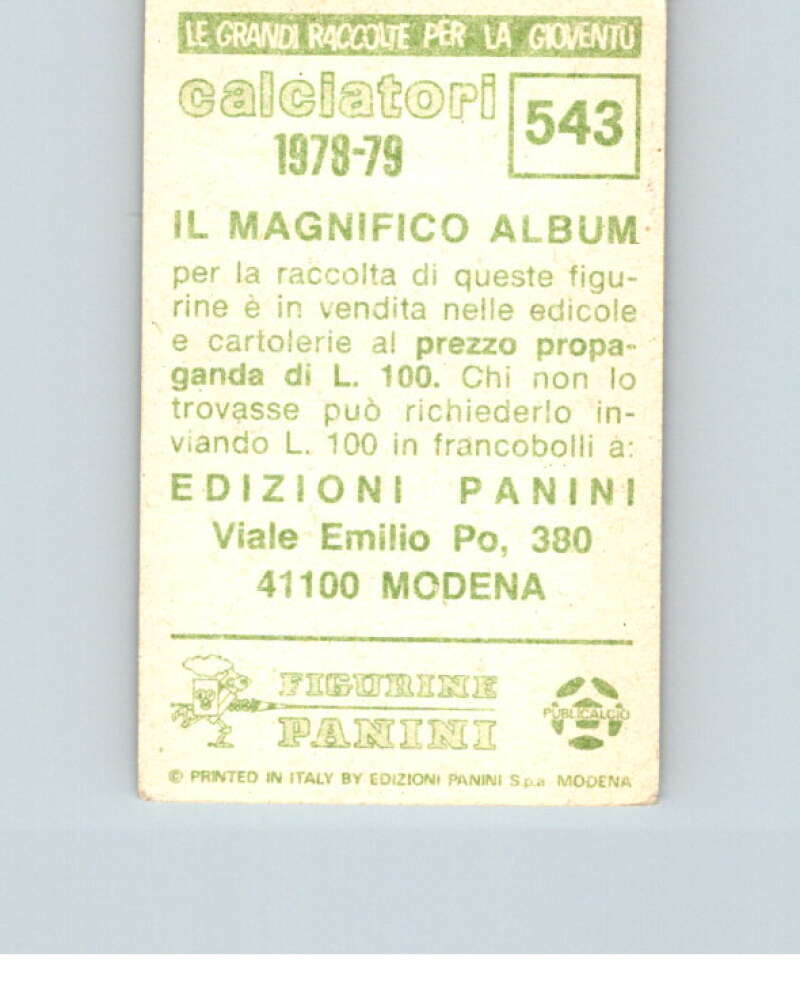 LE GRANDI RACCOLTE PER LA GIOVENTÙ
calciatori
1978-79
543
IL MAGNIFICO ALBUM
per la raccolta di queste figu-
rine è in vendita nelle edicole
e cartolerie al prezzo propa-
ganda di L. 100. Chi non lo
trovasse può richiederlo in-
viando L. 100 in francobolli a:
EDIZIONI PANINI
Viale Emilio Po, 380
41100 MODENA
FIGURINE
PANINI
PUBLICALCIO
© PRINTED IN ITALY BY EDIZIONI PANINI S.p.a. MODENA